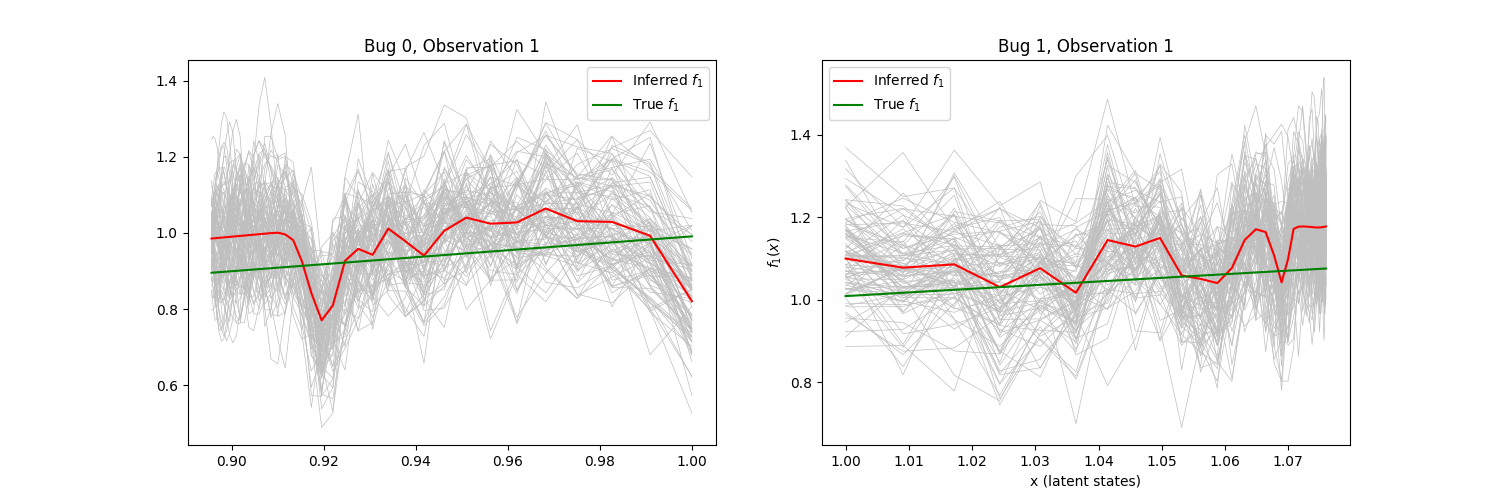 Bug 0, Observation 1
Inferred f₁
True f₁
1.4
1.2
1.0
0.8
0.6
0.90
0.92
0.94
0.96
0.98
1.00
Bug 1, Observation 1
Inferred f₁
True f₁
f₁(x)
1.4
1.2
1.0
0.8
1.00
1.01
1.02
1.03
1.04
1.05
1.06
1.07
x (latent states)